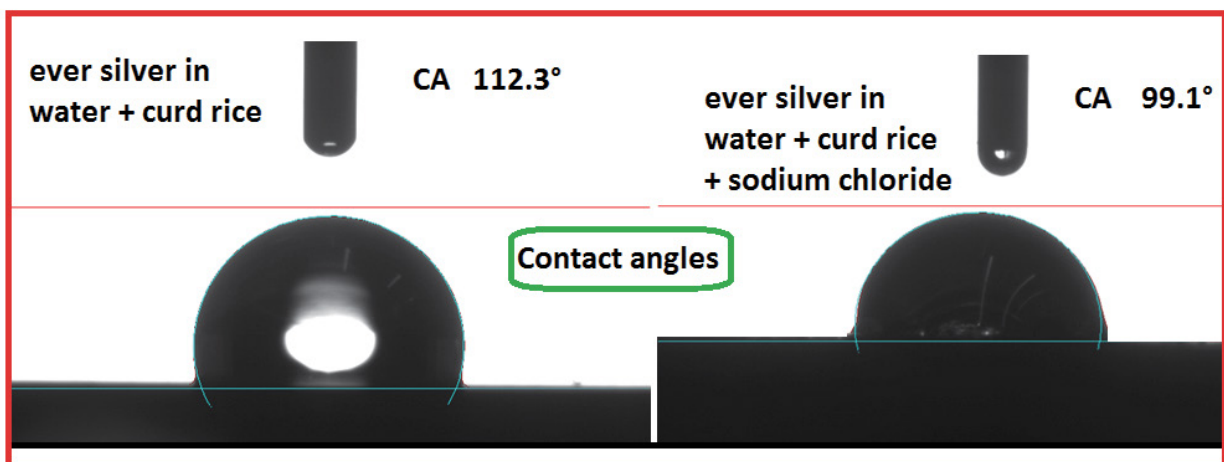 ever silver in
water + curd rice
CA 112.3°
Contact angles
ever silver in
water + curd rice
+ sodium chloride
CA 99.1°